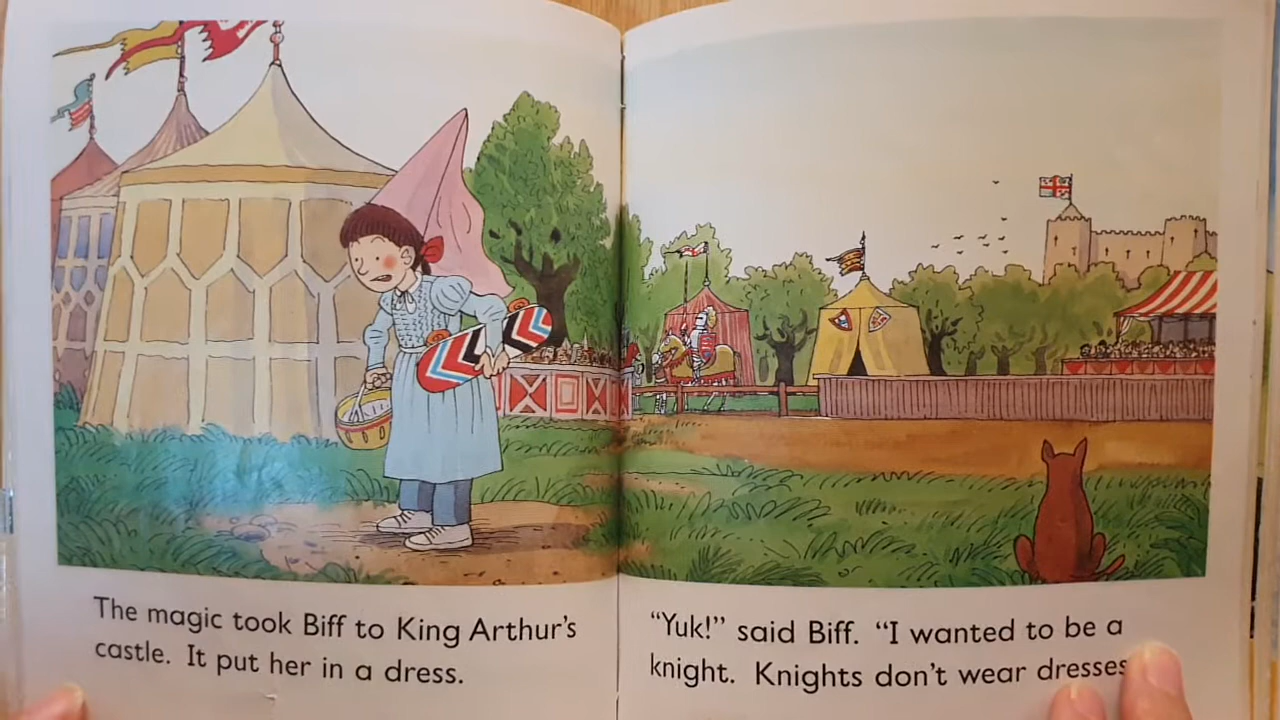 The magic took Biff to King Arthur's
castle. It put her in a dress.
"Yuk!" said Biff. "I wanted to be a
knight. Knights don't wear dresses